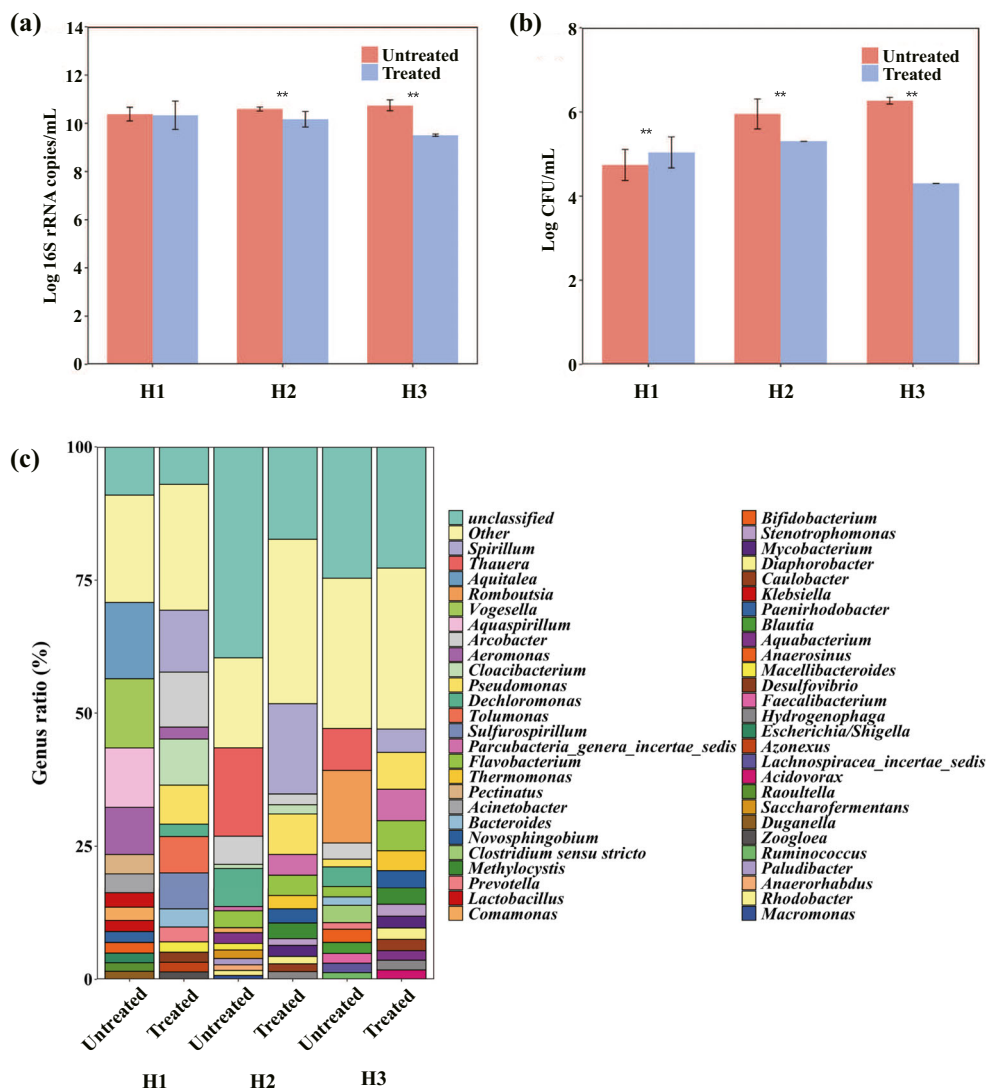 (a)
14
12
10
8
6
4
2
0
Log 16S rRNA copies/mL
Untreated
Treated
**
**
H1
H2
H3
(b)
8
6
4
2
0
Log CFU/mL
Untreated
Treated
**
**
**
H1
H2
H3
(c)
100
75
50
25
0
Genus ratio (%)
Untreated
Treated
Untreated
Treated
Untreated
Treated
H1
H2
H3
unclassified
Other
Spirillum
Thauera
Aquitalea
Romboutsia
Vogesella
Aquaspirillum
Arcobacter
Aeromonas
Cloacibacterium
Pseudomonas
Dechloromonas
Tolumonas
Sulfurospirillum
Parcubacteria_genera_incertae_sedis
Flavobacterium
Thermomonas
Pectinatus
Acinetobacter
Bacteroides
Novosphingobium
Clostridium sensu stricto
Methylocystis
Prevotella
Lactobacillus
Comamonas
Bifidobacterium
Stenotrophomonas
Mycobacterium
Diaphorobacter
Caulobacter
Klebsiella
Paenirhodobacter
Blautia
Aquabacterium
Anaerosinus
Macellibacteroides
Desulfovibrio
Faecalibacterium
Hydrogenophaga
Escherichia/Shigella
Azonexus
Lachnospiracea_incertae_sedis
Acidovorax
Raoultella
Saccharofermentans
Duganella
Zoogloea
Ruminococcus
Paludibacter
Anaerorhabdus
Rhodobacter
Macromonas